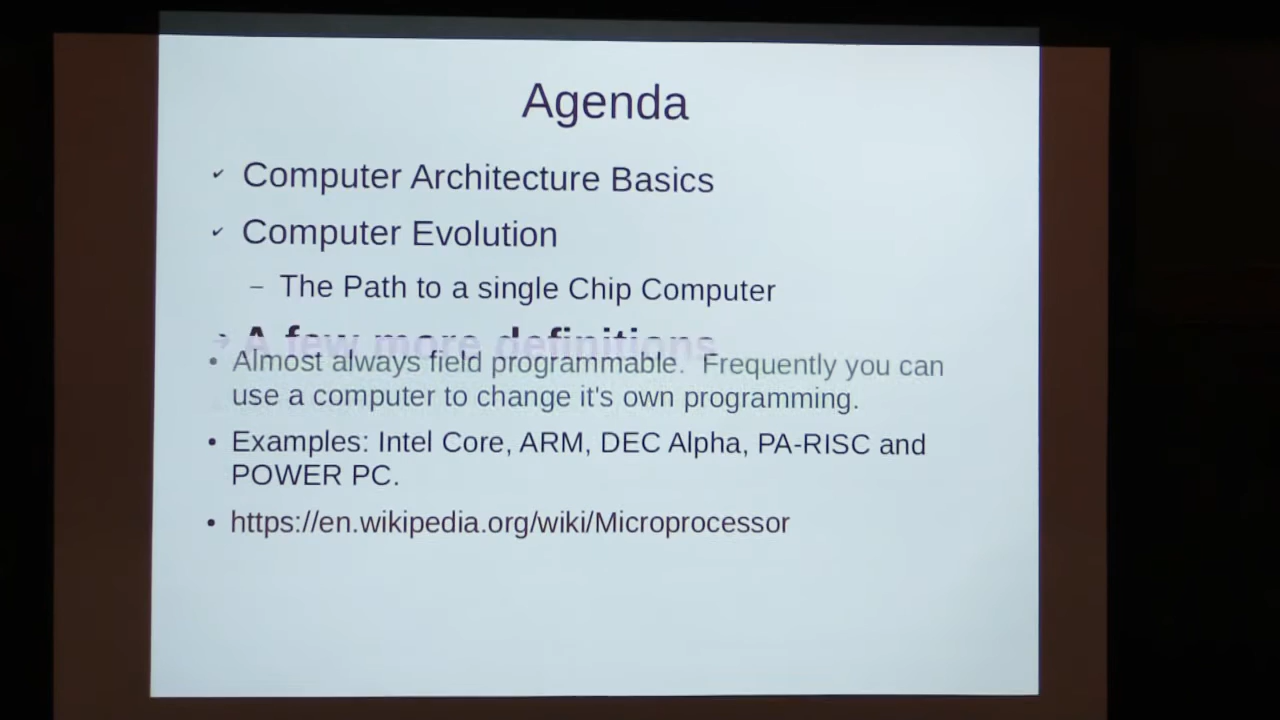 Agenda
✓ Computer Architecture Basics
✓ Computer Evolution
– The Path to a single Chip Computer
➔ A few more definitions
• Almost always field programmable. Frequently you can
use a computer to change it's own programming.
• Examples: Intel Core, ARM, DEC Alpha, PA-RISC and
POWER PC.
• https://en.wikipedia.org/wiki/Microprocessor